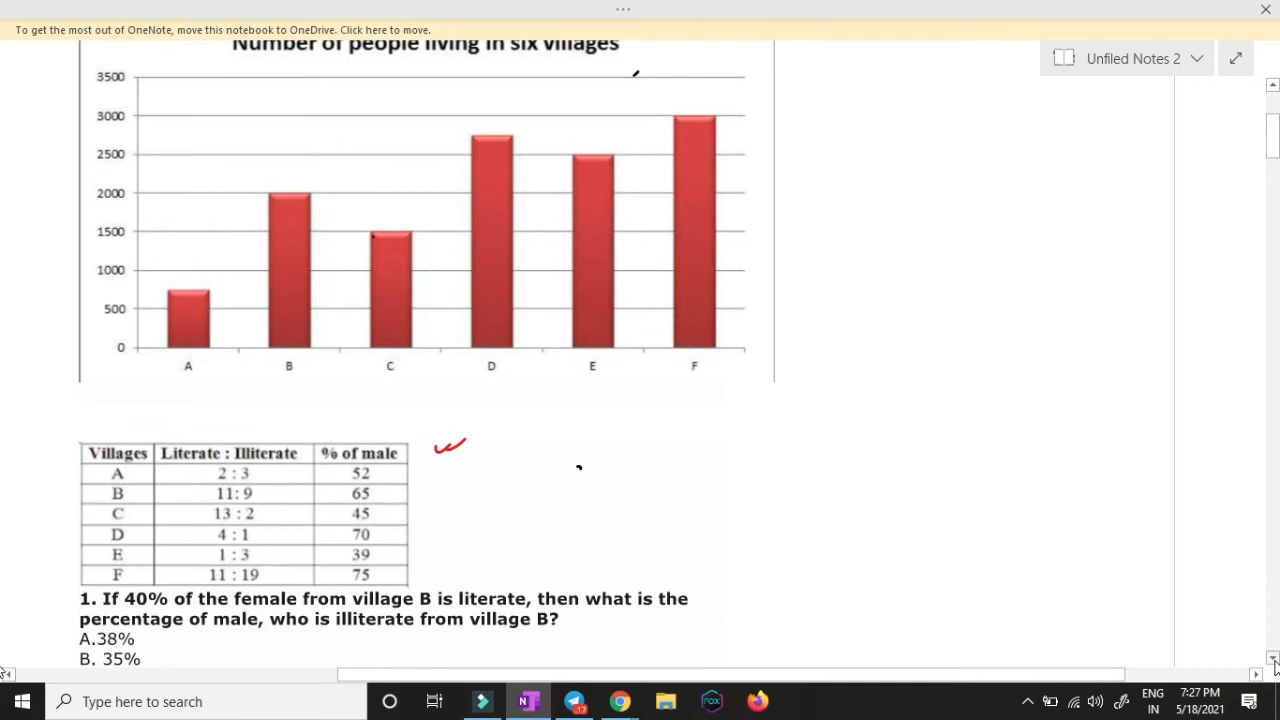 To get the most out of OneNote, move this notebook to OneDrive. Click here to move.
Number of people living in six villages
Unfiled Notes 2
3500
3000
2500
2000
1500
1000
500
0
A B C D E F
Villages Literate : Illiterate % of male
A 2 : 3 52
B 11: 9 65
C 13 : 2 45
D 4 : 1 70
E 1 : 3 39
F 11 : 19 75
1. If 40% of the female from village B is literate, then what is the
percentage of male, who is illiterate from village B?
A.38%
B. 35%
Type here to search
N
17
nox
ENG
IN
7:27 PM
5/18/2021